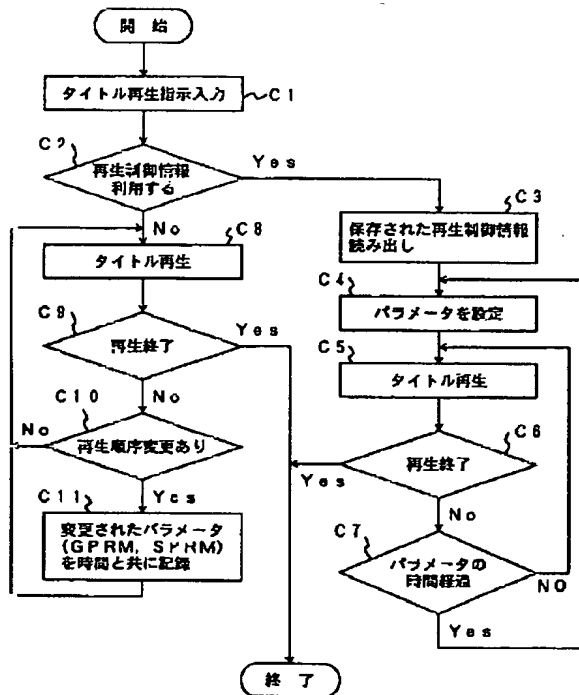 開始
タイトル再生指示入力
C1
C2
再生制御情報
利用する
Yes
No
C3
保存された再生制御情報
読み出し
C8
タイトル再生
C4
パラメータを設定
C9
再生終了
Yes
No
C5
タイトル再生
C10
再生順序変更あり
No
Yes
C6
再生終了
Yes
No
C11
変更されたパラメータ
(GPRM, SPRM)
を時間と共に記録
C7
パラメータの
時間経過
NO
Yes
終了